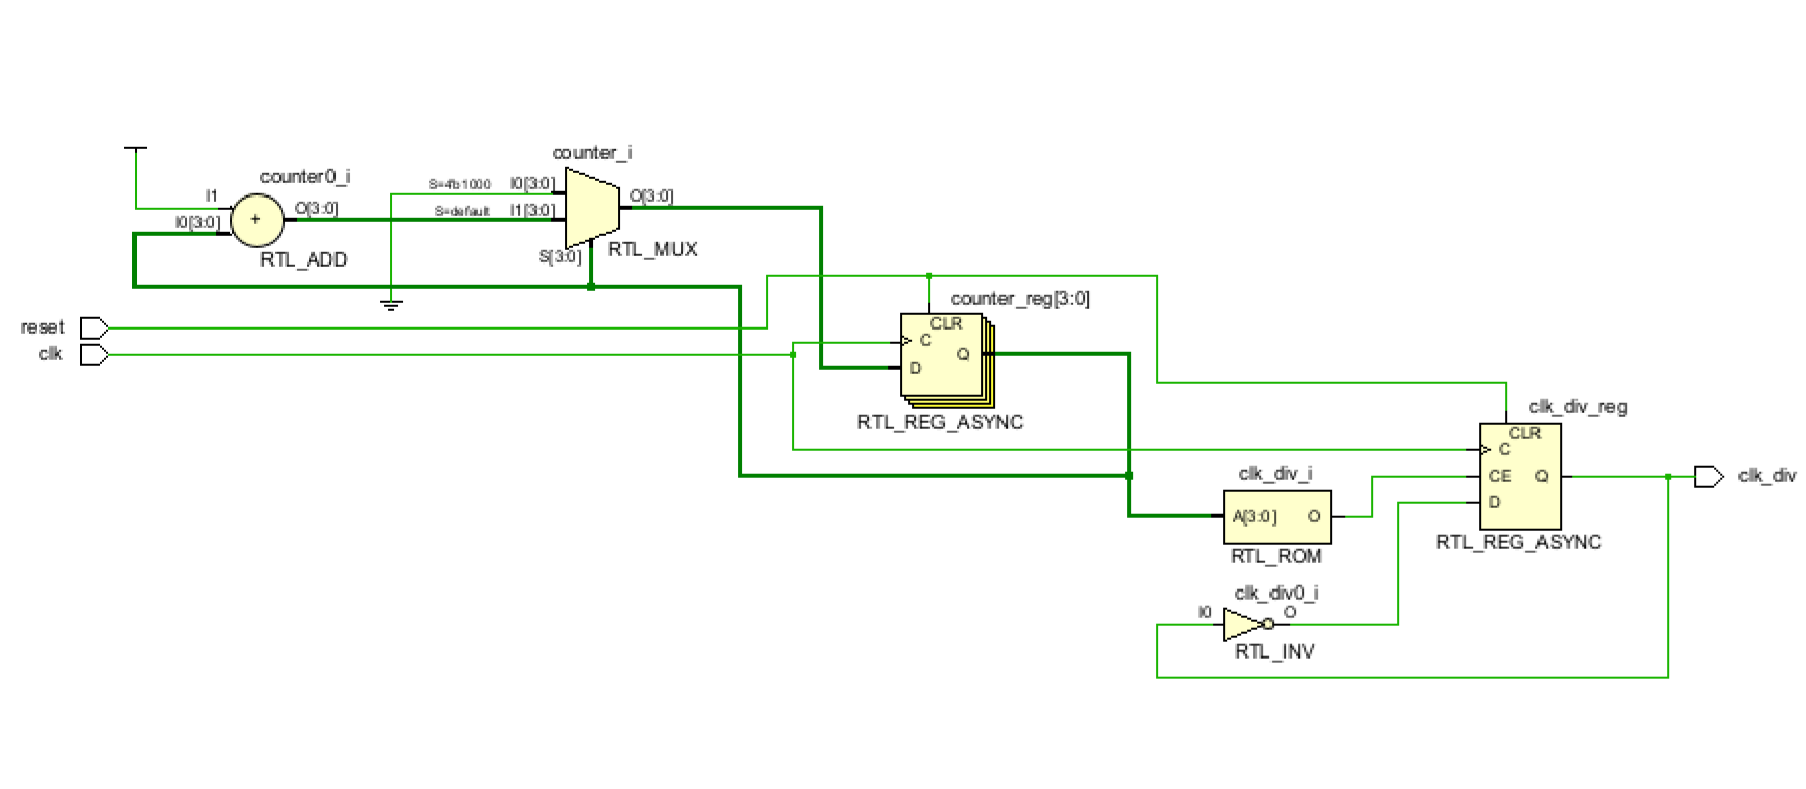 counter_i
counter0_i
I1
I0[3:0]
+
O[3:0]
RTL_ADD
S=4'b1000
I0[3:0]
S=default
I1[3:0]
S[3:0]
O[3:0]
RTL_MUX
reset
clk
counter_reg[3:0]
CLR
C
Q
D
RTL_REG_ASYNC
clk_div_reg
CLR
C
CE
Q
D
RTL_REG_ASYNC
clk_div
clk_div_i
A[3:0]
O
RTL_ROM
clk_div0_i
I0
O
RTL_INV